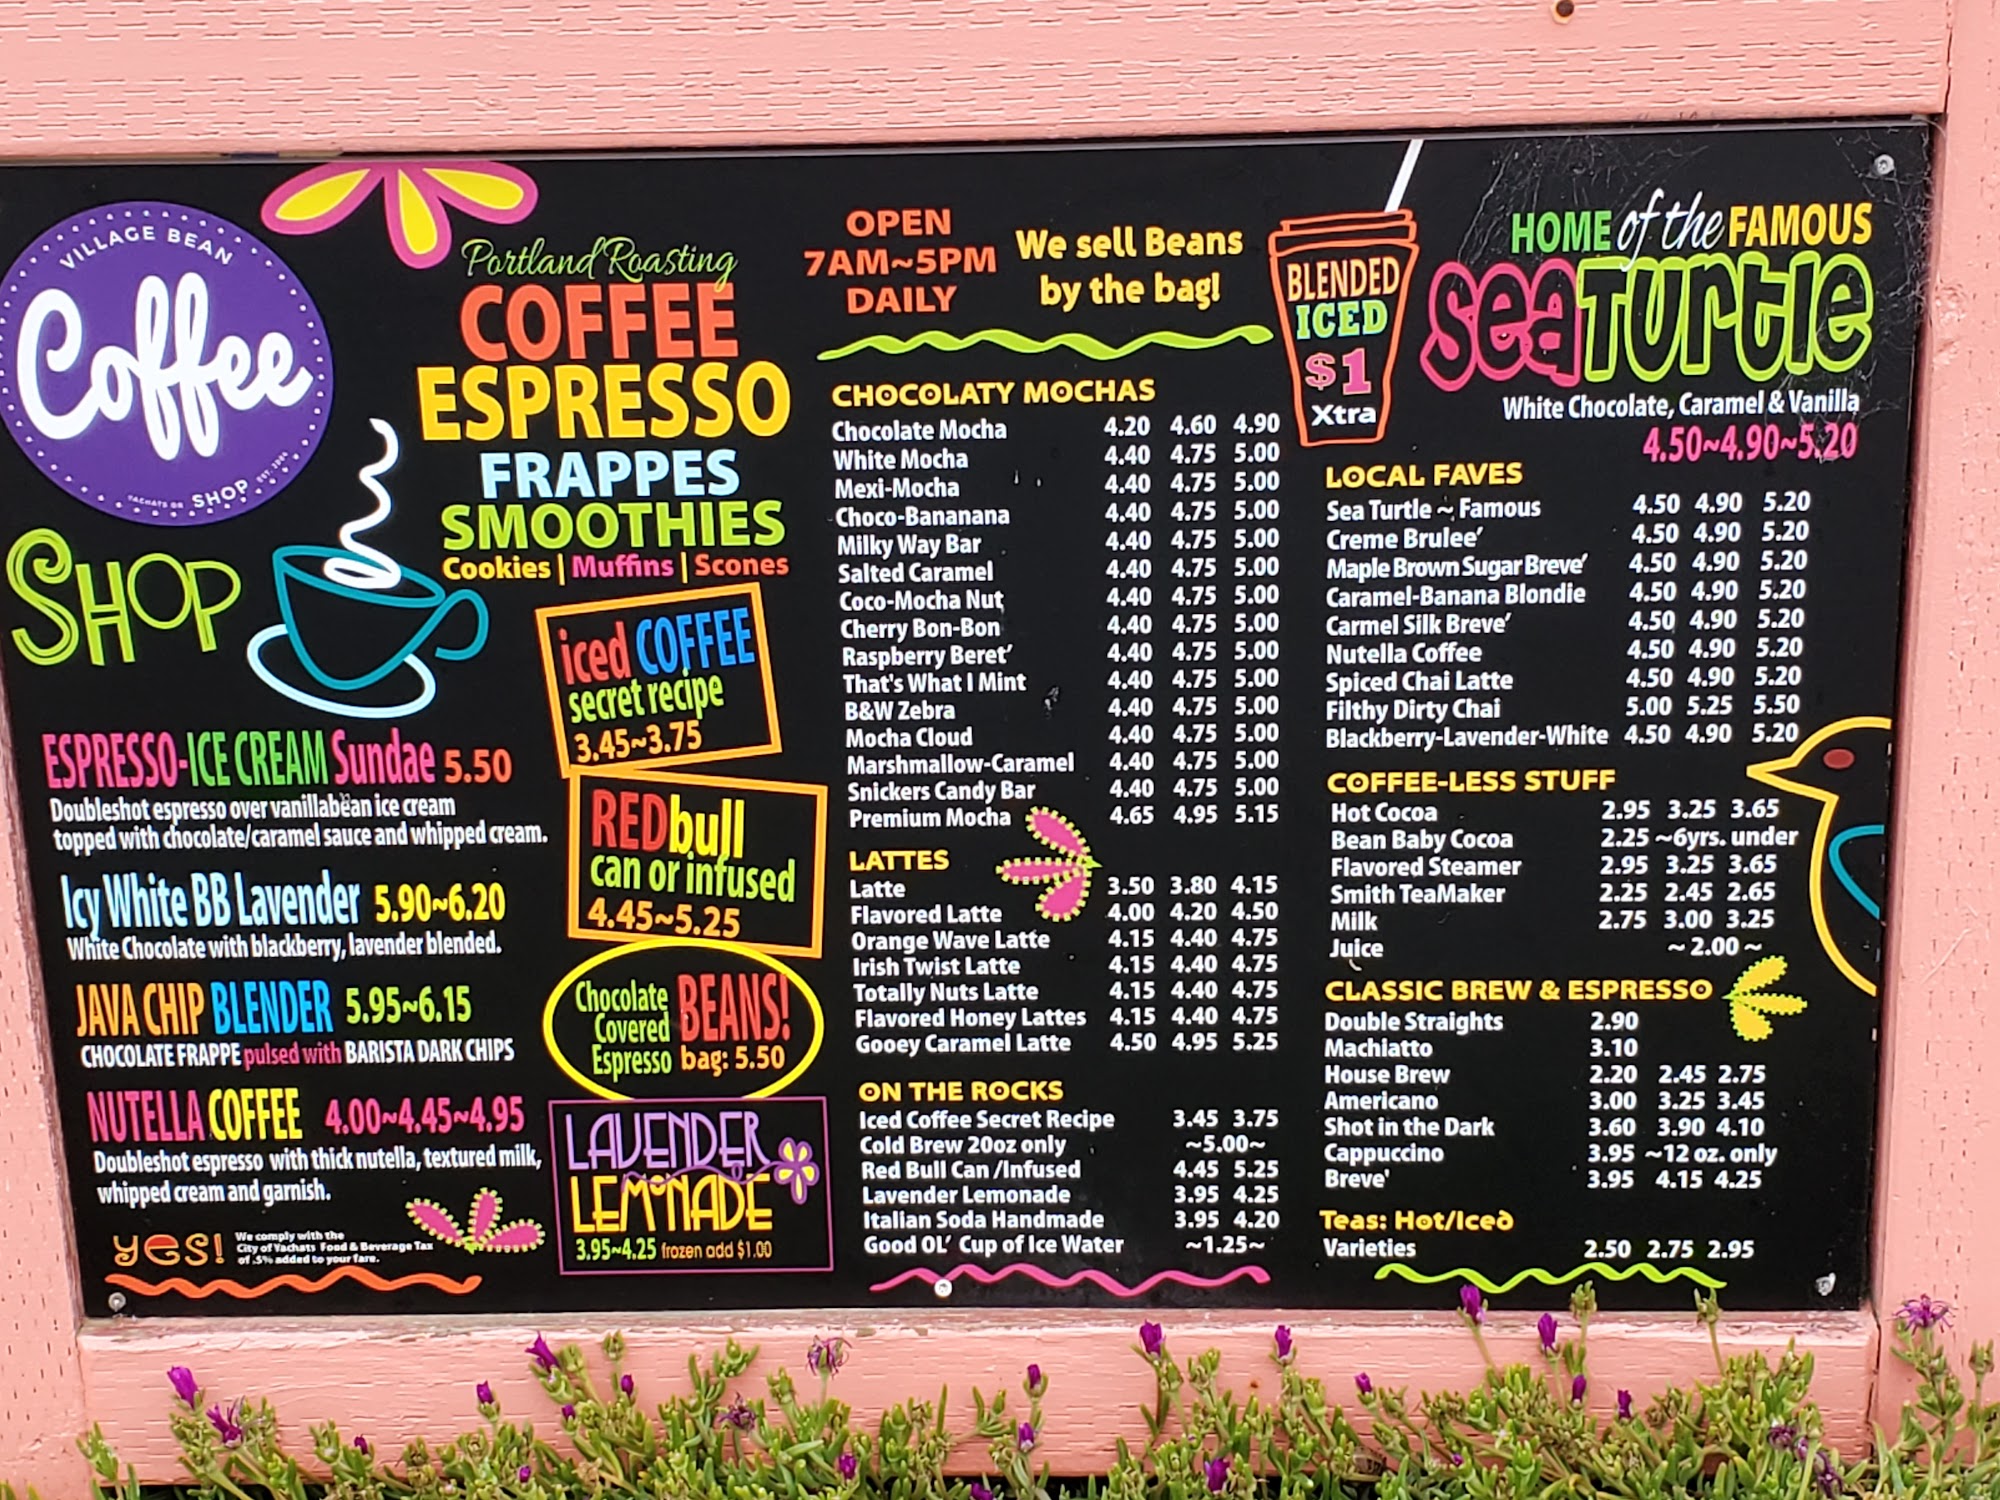 VILLAGE BEAN
Coffee
SHOP
YACHATS OR
EST. 2004
SHOP
Portland Roasting
COFFEE
ESPRESSO
FRAPPES
SMOOTHIES
Cookies | Muffins | Scones
iced COFFEE
secret recipe
3.45~3.75
REDbull
can or infused
4.45~5.25
Chocolate
Covered
Espresso
BEANS!
bag: 5.50
LAVENDER
LEMONADE
3.95~4.25 frozen add $1.00
ESPRESSO-ICE CREAM Sundae 5.50
Doubleshot espresso over vanillabean ice cream
topped with chocolate/caramel sauce and whipped cream.
Icy White BB Lavender 5.90~6.20
White Chocolate with blackberry, lavender blended.
JAVA CHIP BLENDER 5.95~6.15
CHOCOLATE FRAPPE pulsed with BARISTA DARK CHIPS
NUTELLA COFFEE 4.00~4.45~4.95
Doubleshot espresso with thick nutella, textured milk,
whipped cream and garnish.
yes!
We comply with the
City of Yachats Food & Beverage Tax
of .5% added to your fare.
OPEN
7AM~5PM
DAILY
We sell Beans
by the bag!
CHOCOLATY MOCHAS
Chocolate Mocha 4.20 4.60 4.90
White Mocha 4.40 4.75 5.00
Mexi-Mocha 4.40 4.75 5.00
Choco-Bananana 4.40 4.75 5.00
Milky Way Bar 4.40 4.75 5.00
Salted Caramel 4.40 4.75 5.00
Coco-Mocha Nut 4.40 4.75 5.00
Cherry Bon-Bon 4.40 4.75 5.00
Raspberry Beret' 4.40 4.75 5.00
That's What I Mint 4.40 4.75 5.00
B&W Zebra 4.40 4.75 5.00
Mocha Cloud 4.40 4.75 5.00
Marshmallow-Caramel 4.40 4.75 5.00
Snickers Candy Bar 4.40 4.75 5.00
Premium Mocha 4.65 4.95 5.15
LATTES
Latte 3.50 3.80 4.15
Flavored Latte 4.00 4.20 4.50
Orange Wave Latte 4.15 4.40 4.75
Irish Twist Latte 4.15 4.40 4.75
Totally Nuts Latte 4.15 4.40 4.75
Flavored Honey Lattes 4.15 4.40 4.75
Gooey Caramel Latte 4.50 4.95 5.25
ON THE ROCKS
Iced Coffee Secret Recipe 3.45 3.75
Cold Brew 20oz only ~5.00~
Red Bull Can /Infused 4.45 5.25
Lavender Lemonade 3.95 4.25
Italian Soda Handmade 3.95 4.20
Good OL' Cup of Ice Water ~1.25~
BLENDED
ICED
$1
Xtra
HOME of the FAMOUS
Sea Turtle
White Chocolate, Caramel & Vanilla
4.50~4.90~5.20
LOCAL FAVES
Sea Turtle ~ Famous 4.50 4.90 5.20
Creme Brulee' 4.50 4.90 5.20
Maple Brown Sugar Breve' 4.50 4.90 5.20
Caramel-Banana Blondie 4.50 4.90 5.20
Carmel Silk Breve' 4.50 4.90 5.20
Nutella Coffee 4.50 4.90 5.20
Spiced Chai Latte 4.50 4.90 5.20
Filthy Dirty Chai 5.00 5.25 5.50
Blackberry-Lavender-White 4.50 4.90 5.20
COFFEE-LESS STUFF
Hot Cocoa 2.95 3.25 3.65
Bean Baby Cocoa 2.25 ~6yrs. under
Flavored Steamer 2.95 3.25 3.65
Smith TeaMaker 2.25 2.45 2.65
Milk 2.75 3.00 3.25
Juice ~ 2.00 ~
CLASSIC BREW & ESPRESSO
Double Straights 2.90
Machiatto 3.10
House Brew 2.20 2.45 2.75
Americano 3.00 3.25 3.45
Shot in the Dark 3.60 3.90 4.10
Cappuccino 3.95 ~12 oz. only
Breve' 3.95 4.15 4.25
Teas: Hot/Iced
Varieties 2.50 2.75 2.95